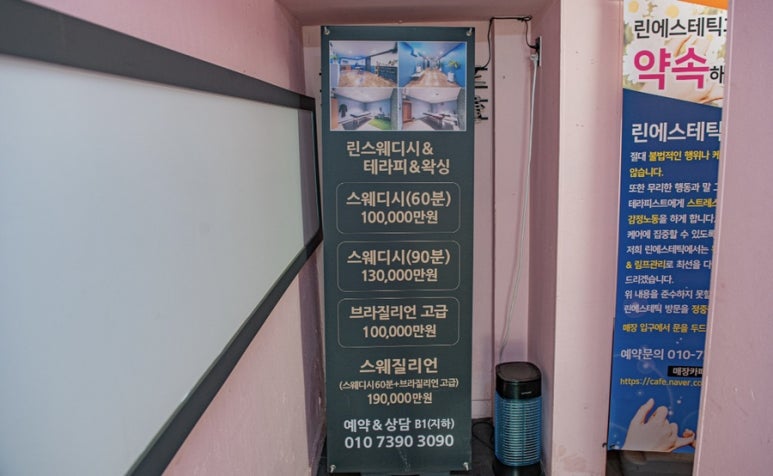 린스웨디시&
테라피&왁싱
스웨디시(60분)
100,000만원
스웨디시(90분)
130,000만원
브라질리언 고급
100,000만원
스웨질리언
(스웨디시60분+브라질리언 고급)
190,000만원
예약&상담 B1(지하)
010 7390 3090
린에스테틱
약속하
린에스테틱
절대 불법적인 행위나
않습니다.
또한 무리한 행동과 말
테라피스트에게 스트레스
감정노동을 하게 합니다.
케어에 집중할 수 있도록
저희 린에스테틱에서는
& 림프관리로 최선을 다
드리겠습니다.
위 내용을 준수하지 못할
린에스테틱 방문을 정중
매장 입구에서 문을 두드
예약문의 010-7
매장카페
https://cafe.naver.co